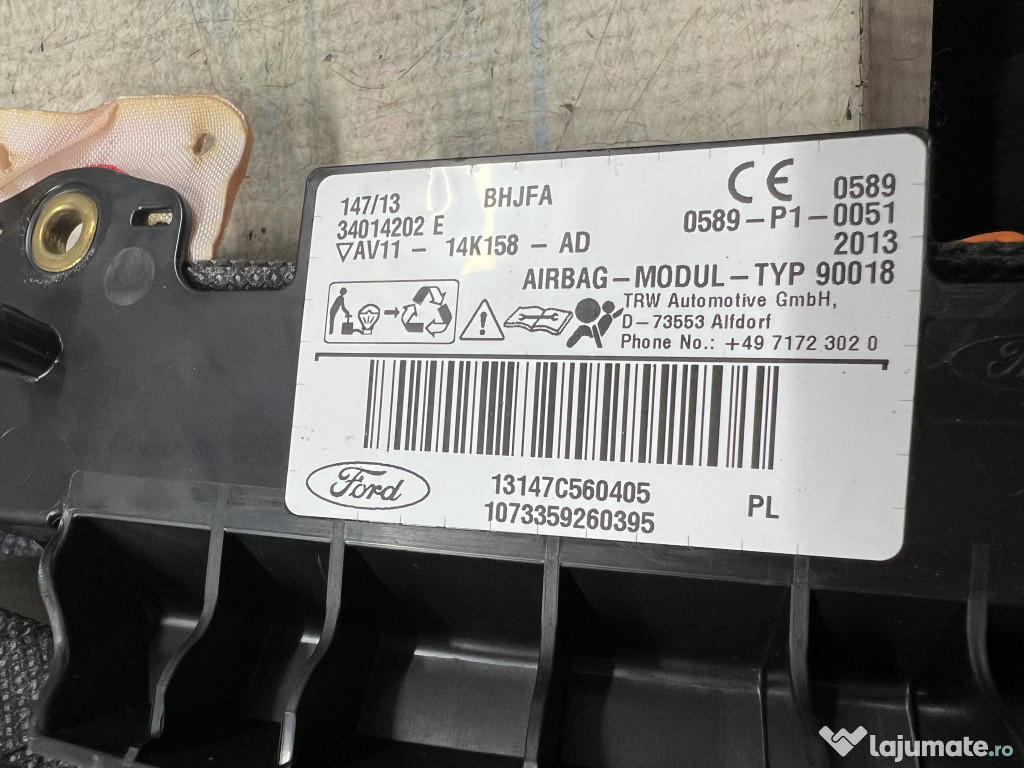 147/13 BHJFA 0589
34014202 E 0589-P1-0051
▽AV11 - 14K158 - AD 2013
AIRBAG-MODUL-TYP 90018
TRW Automotive GmbH,
D-73553 Alfdorf
Phone No.: +49 7172 302 0
Ford
13147C560405
1073359260395
PL
lajumate.ro